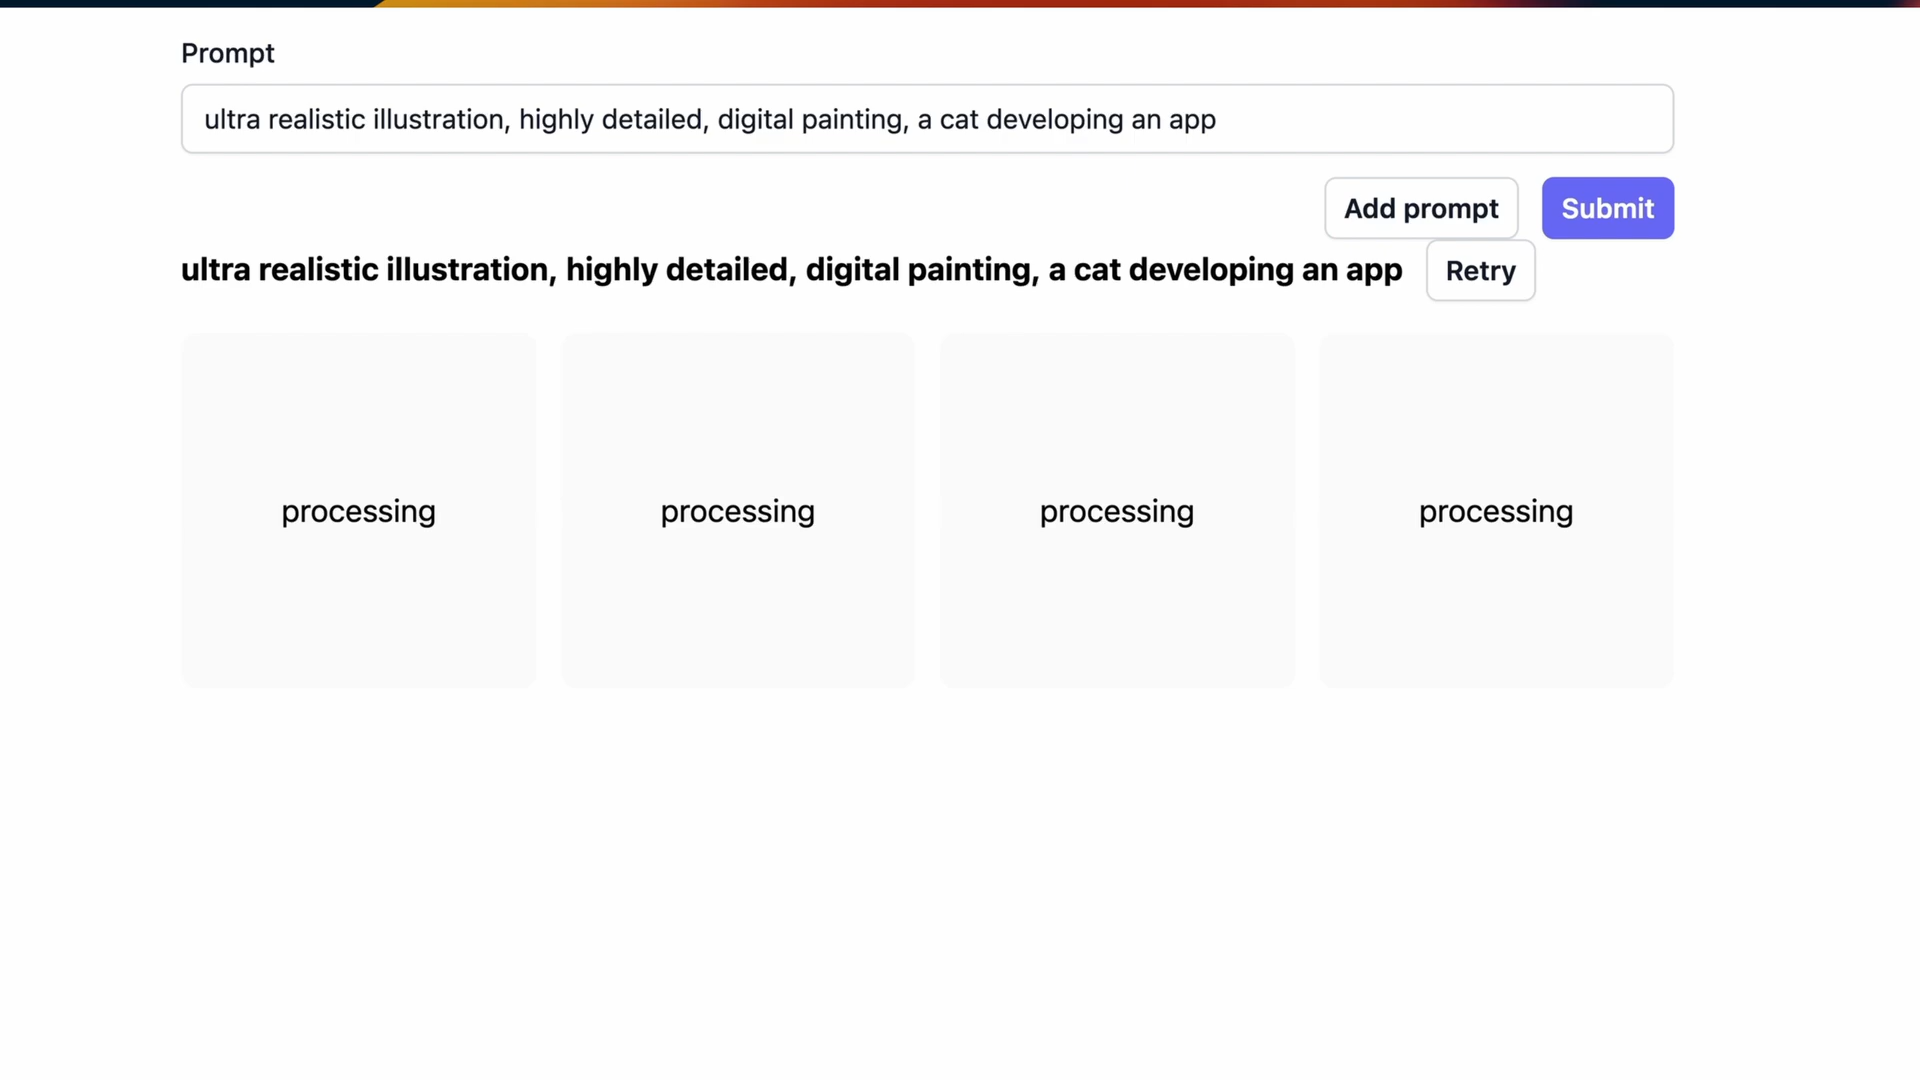 Prompt
ultra realistic illustration, highly detailed, digital painting, a cat developing an app
Add prompt Submit
ultra realistic illustration, highly detailed, digital painting, a cat developing an app Retry
processing processing processing processing